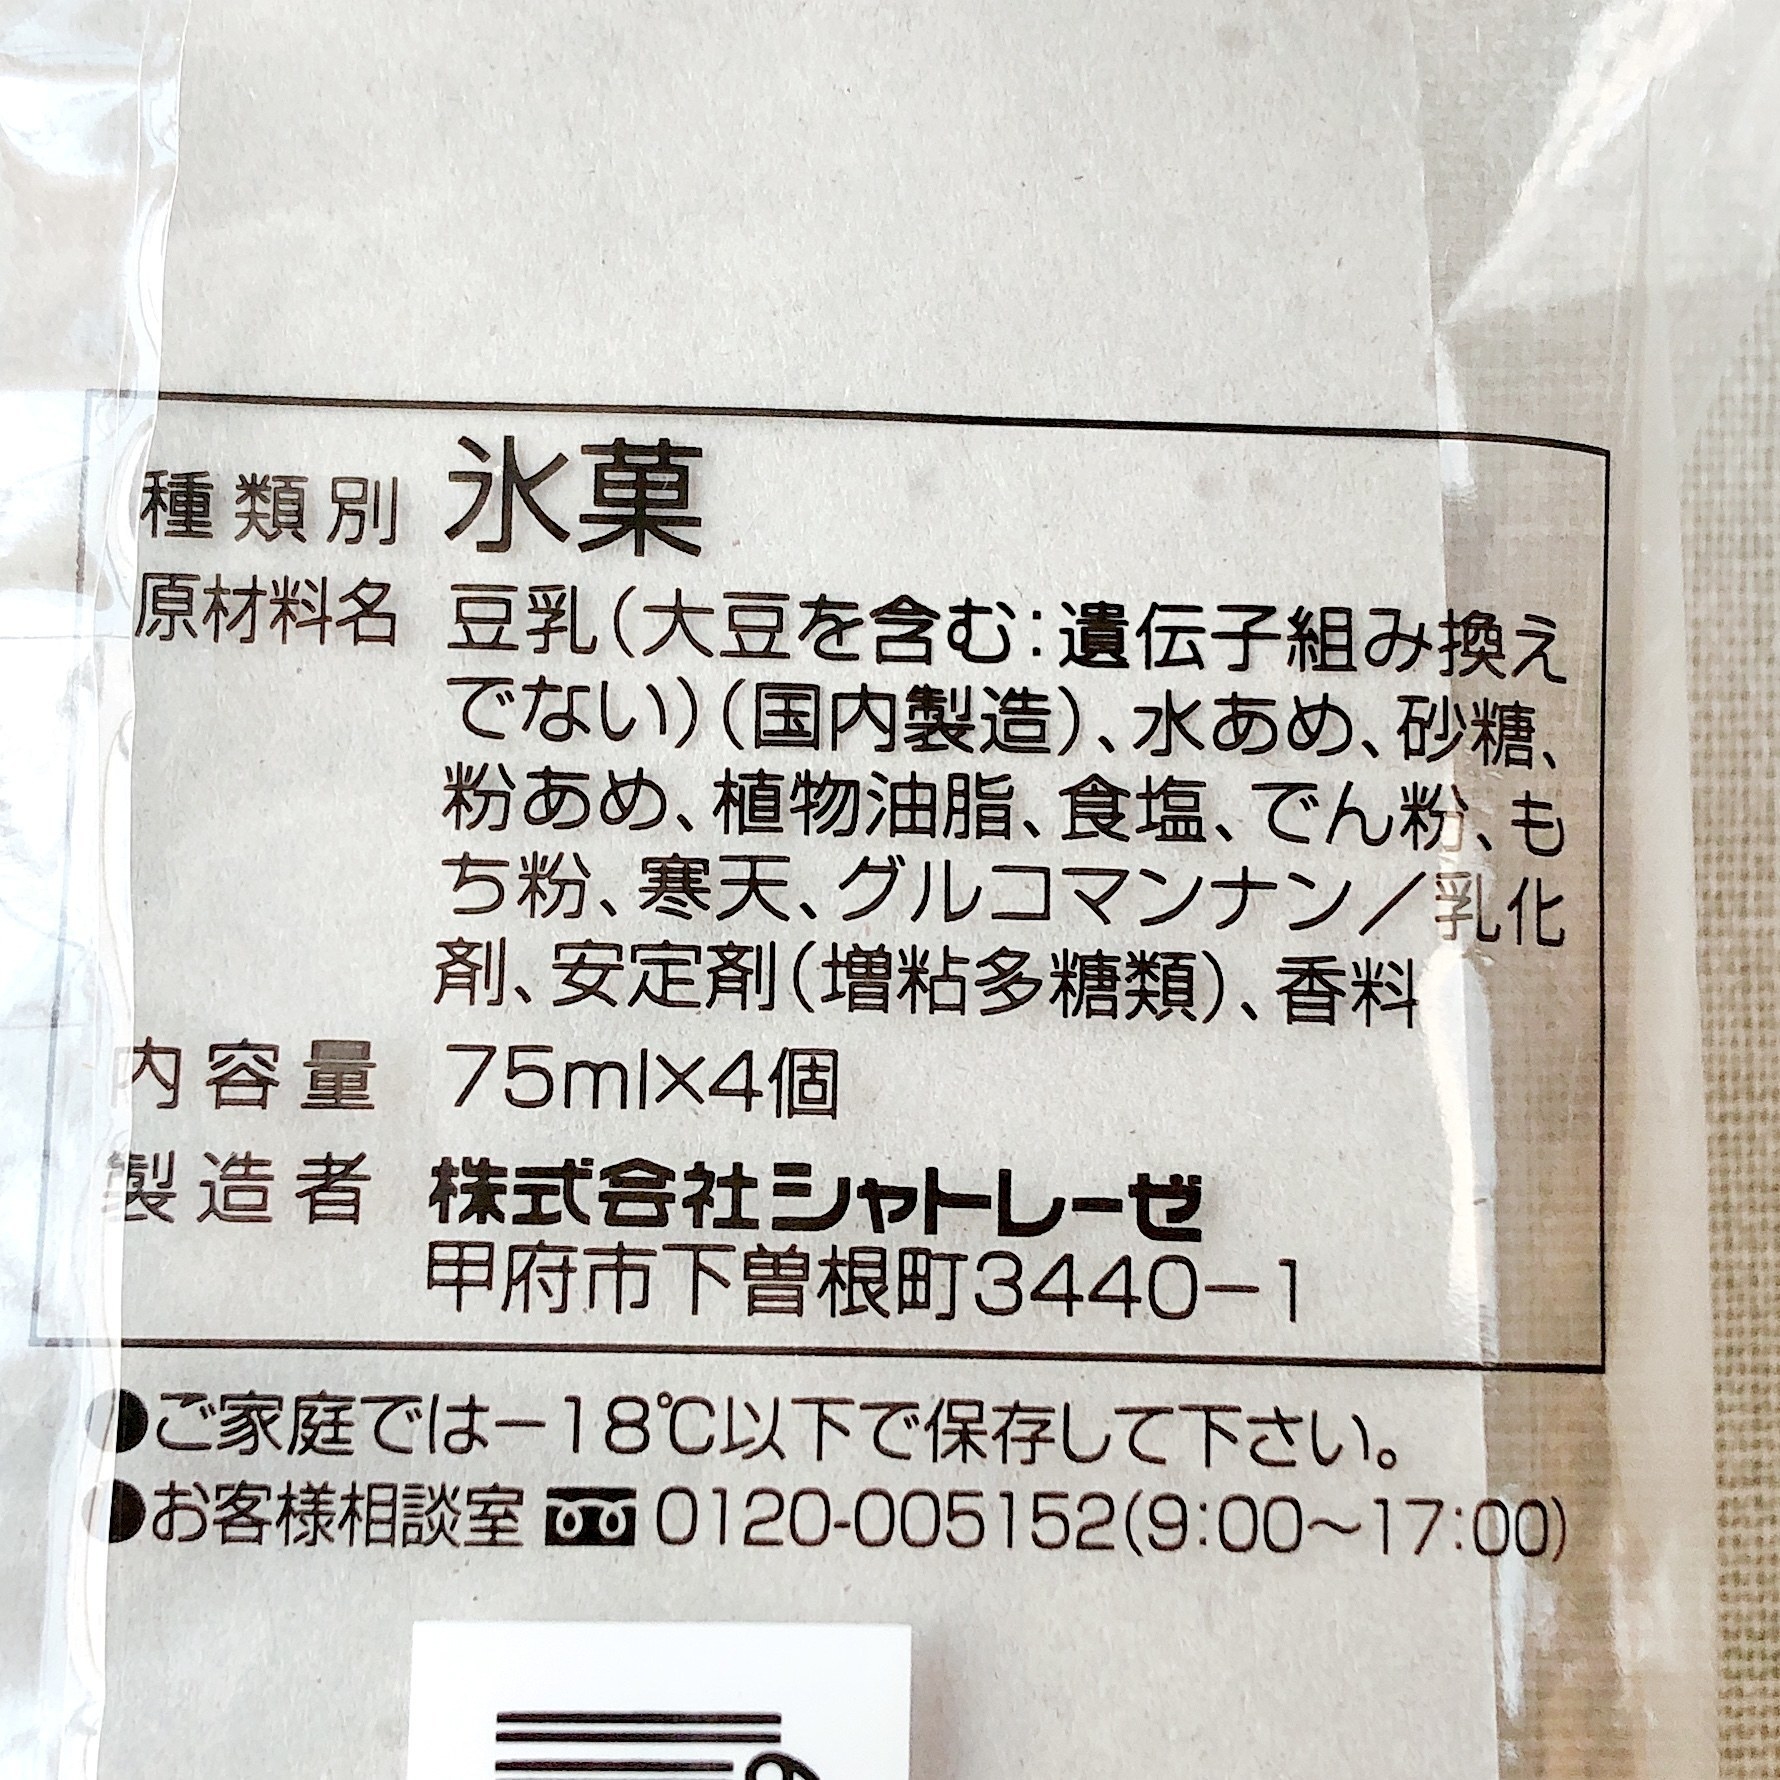 種類別 氷菓
原材料名 豆乳（大豆を含む：遺伝子組み換え
でない）（国内製造）、水あめ、砂糖、
粉あめ、植物油脂、食塩、でん粉、も
ち粉、寒天、グルコマンナン／乳化
剤、安定剤（増粘多糖類）、香料
内容量 75ml×4個
製造者 株式会社シャトレーゼ
甲府市下曽根町3440−1
●ご家庭では−18℃以下で保存して下さい。
●お客様相談室 0120-005152(9:00〜17:00)